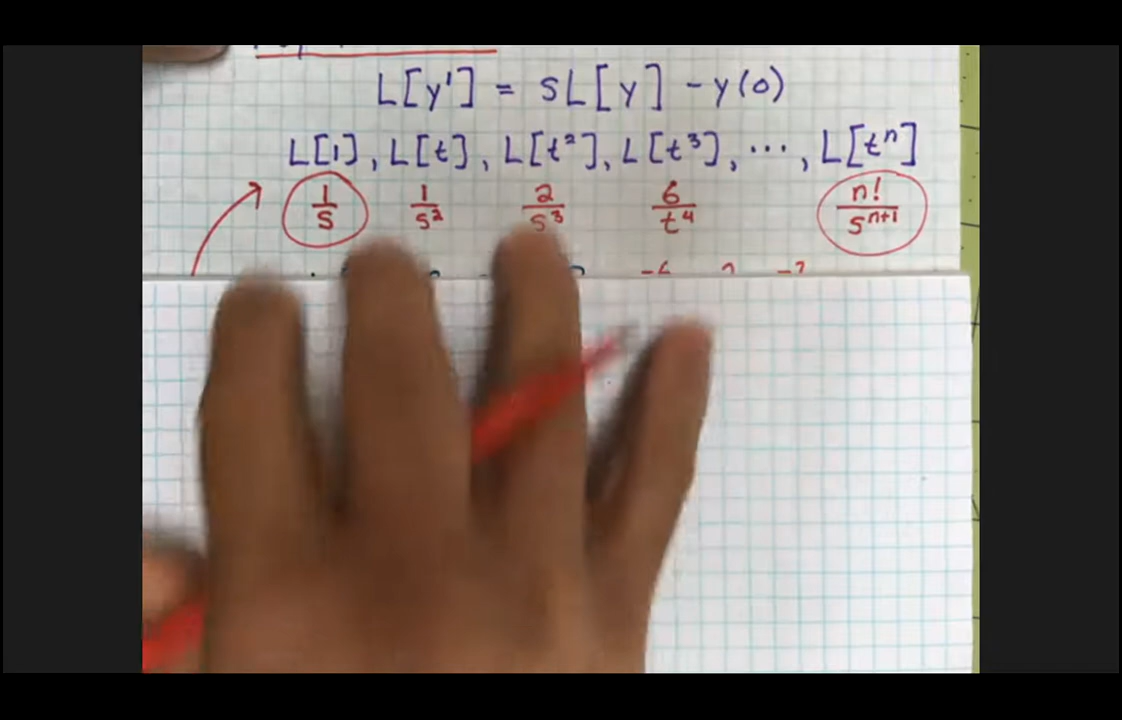 L[y'] = sL[y] - y(0)
L[1], L[t], L[t²], L[t³], ..., L[tⁿ]
1/s 1/s² 2/s³ 6/t⁴ n!/sⁿ⁺¹